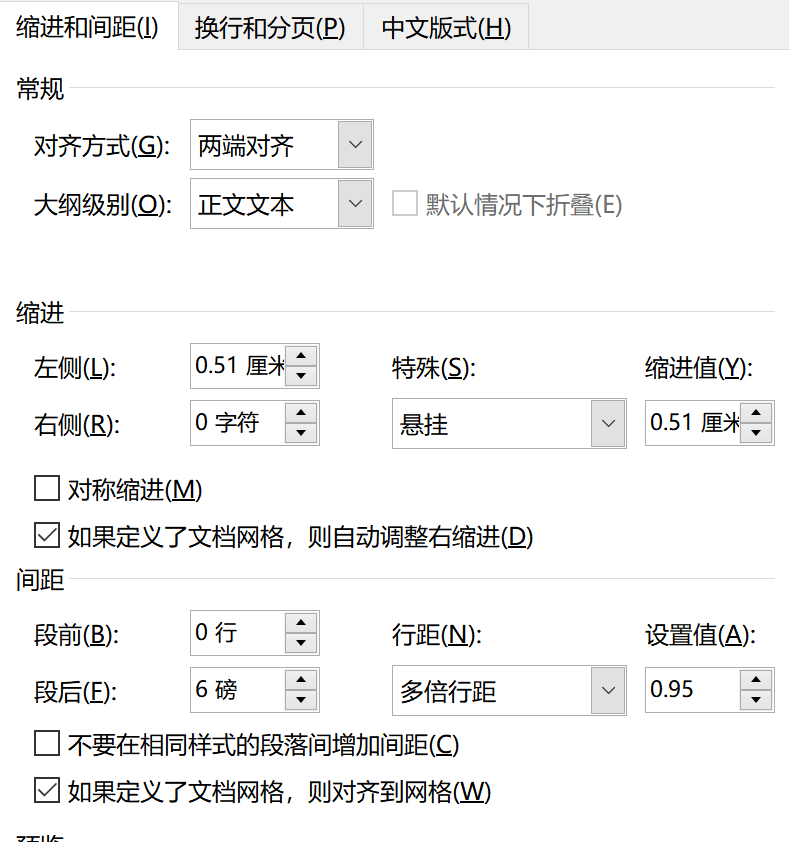 缩进和间距(I) 换行和分页(P) 中文版式(H)
常规
对齐方式(G): 两端对齐
大纲级别(O): 正文文本 默认情况下折叠(E)
缩进
左侧(L): 0.51 厘米 特殊(S): 缩进值(Y):
右侧(R): 0 字符 悬挂 0.51 厘米
对称缩进(M)
如果定义了文档网格，则自动调整右缩进(D)
间距
段前(B): 0 行 行距(N): 设置值(A):
段后(F): 6 磅 多倍行距 0.95
不要在相同样式的段落间增加间距(C)
如果定义了文档网格，则对齐到网格(W)